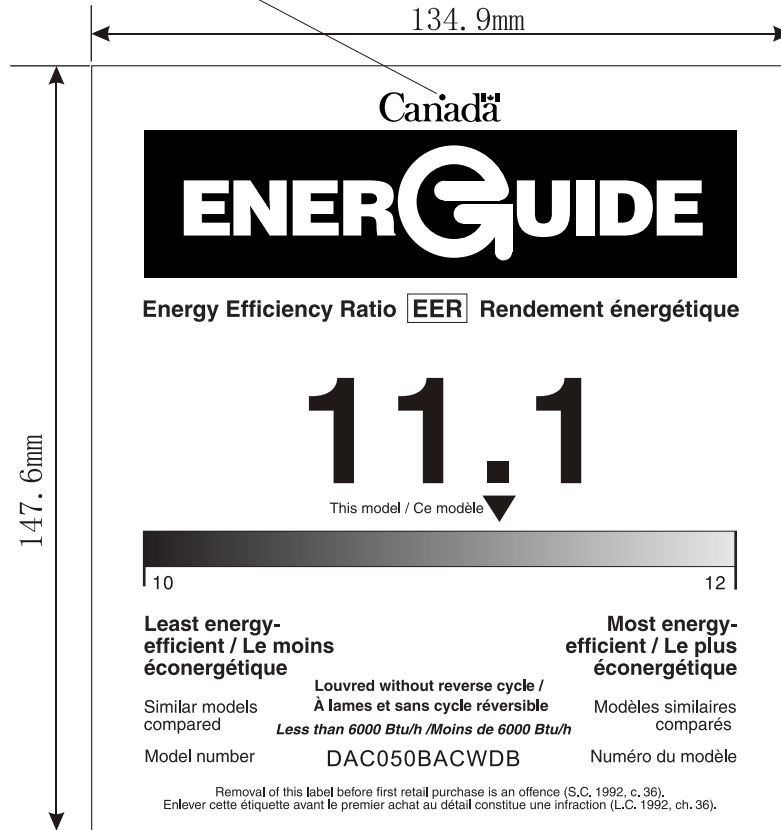 134.9mm
Canada
ENERGUIDE
Energy Efficiency Ratio EER Rendement énergétique
11.1
This model / Ce modèle
147.6mm
10 12
Least energy-
efficient / Le moins
éconergétique
Most energy-
efficient / Le plus
éconergétique
Louvred without reverse cycle /
À lames et sans cycle réversible
Less than 6000 Btu/h /Moins de 6000 Btu/h
Similar models
compared
Modèles similaires
comparés
Model number DAC050BACWDB Numéro du modèle
Removal of this label before first retail purchase is an offence (S.C. 1992, c. 36).
Enlever cette étiquette avant le premier achat au détail constitue une infraction (L.C. 1992, ch. 36).